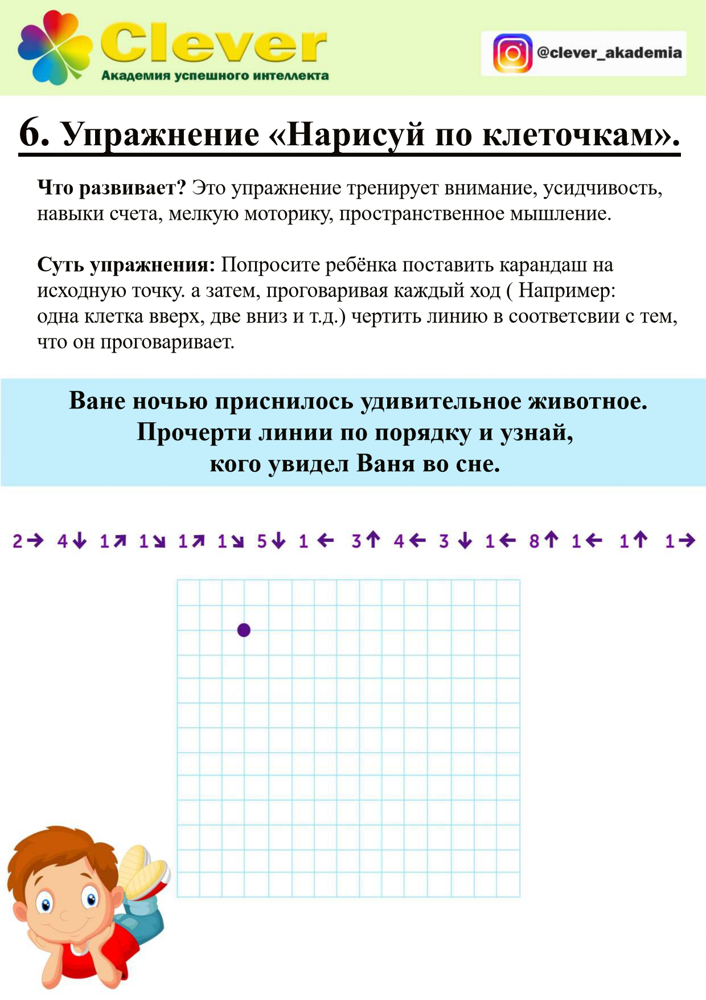 Clever
Академия успешного интеллекта
@clever_akademia
6. Упражнение «Нарисуй по клеточкам».
Что развивает? Это упражнение тренирует внимание, усидчивость,
навыки счета, мелкую моторику, пространственное мышление.
Суть упражнения: Попросите ребёнка поставить карандаш на
исходную точку. а затем, проговаривая каждый ход ( Например:
одна клетка вверх, две вниз и т.д.) чертить линию в соответсвии с тем,
что он проговаривает.
Ване ночью приснилось удивительное животное.
Прочерти линии по порядку и узнай,
кого увидел Ваня во сне.
2→ 4↓ 1↗ 1↘ 1↗ 1↘ 5↓ 1← 3↑ 4← 3↓ 1← 8↑ 1← 1↑ 1→